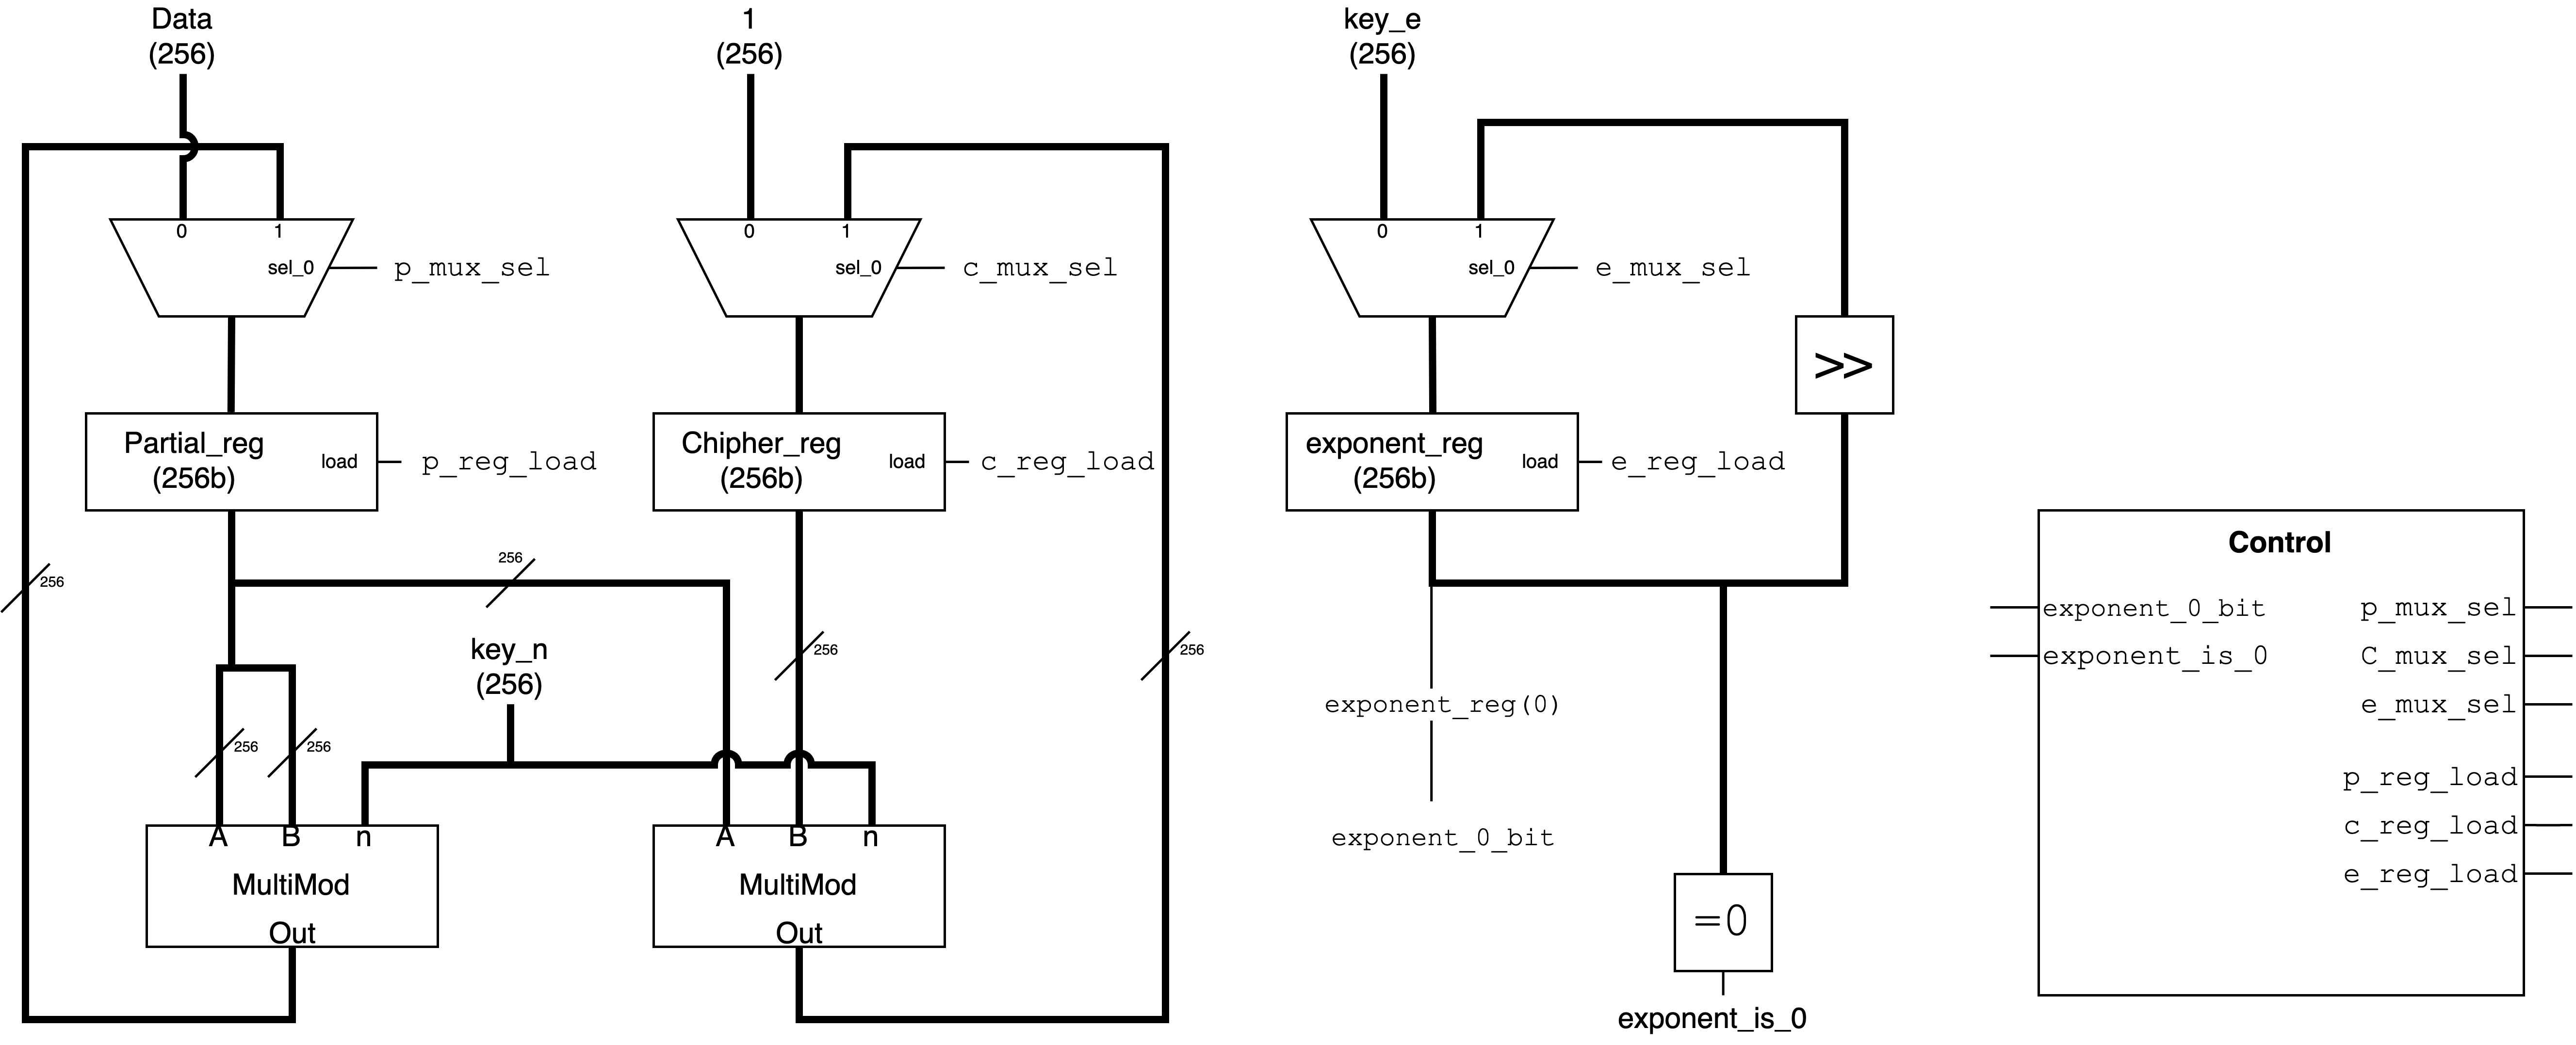 Data
(256)
1
(256)
key_e
(256)
0
1
sel_0
p_mux_sel
0
1
sel_0
c_mux_sel
0
1
sel_0
e_mux_sel
>>
Partial_reg
(256b)
load
p_reg_load
Chipher_reg
(256b)
load
c_reg_load
exponent_reg
(256b)
load
e_reg_load
256
256
key_n
(256)
256
256
256
256
exponent_reg(0)
exponent_0_bit
A
B
n
MultiMod
Out
A
B
n
MultiMod
Out
=0
exponent_is_0
Control
exponent_0_bit
exponent_is_0
p_mux_sel
C_mux_sel
e_mux_sel
p_reg_load
c_reg_load
e_reg_load